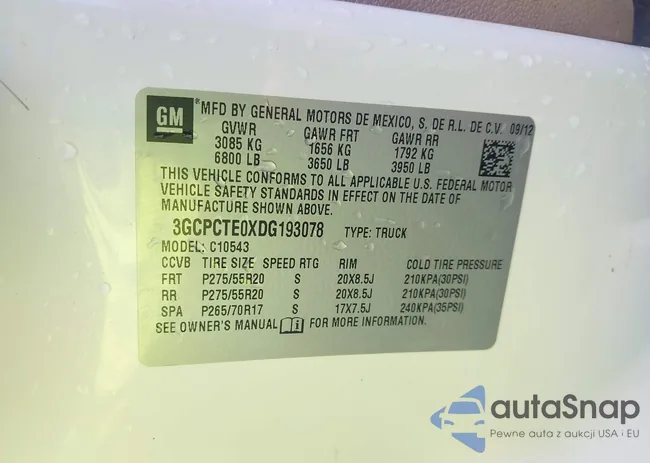 GM ®MFD BY GENERAL MOTORS DE MEXICO, S. DE R.L. DE C.V. 09/12
GVWR GAWR FRT GAWR RR
3085 KG 1656 KG 1792 KG
6800 LB 3650 LB 3950 LB
THIS VEHICLE CONFORMS TO ALL APPLICABLE U.S. FEDERAL MOTOR
VEHICLE SAFETY STANDARDS IN EFFECT ON THE DATE OF
MANUFACTURE SHOWN ABOVE.
3GCPCTE0XDG193078 TYPE: TRUCK
MODEL: C10543
CCVB TIRE SIZE SPEED RTG RIM COLD TIRE PRESSURE
FRT P275/55R20 S 20X8.5J 210KPA(30PSI)
RR P275/55R20 S 20X8.5J 210KPA(30PSI)
SPA P265/70R17 S 17X7.5J 240KPA(35PSI)
SEE OWNER'S MANUAL FOR MORE INFORMATION.
autaSnap
Pewne auta z aukcji USA i EU